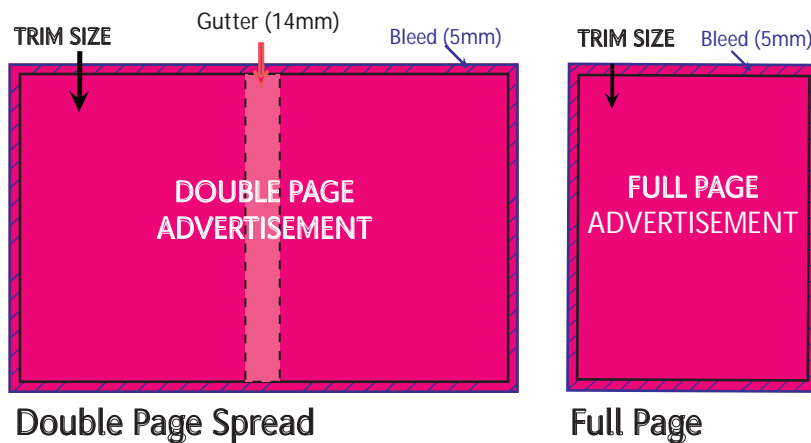 Gutter (14mm)
TRIM SIZE
Bleed (5mm)
DOUBLE PAGE
ADVERTISEMENT
Double Page Spread
TRIM SIZE
Bleed (5mm)
FULL PAGE
ADVERTISEMENT
Full Page